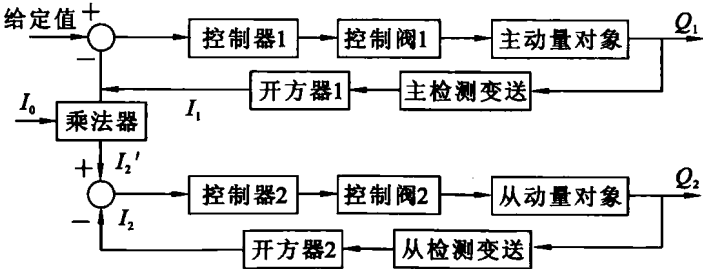 给定值 + 控制器1 控制阀1 主动量对象 Q₁
−
I₁ 开方器1 主检测变送
I₀ 乘法器
+ I₂′
控制器2 控制阀2 从动量对象 Q₂
− I₂
开方器2 从检测变送